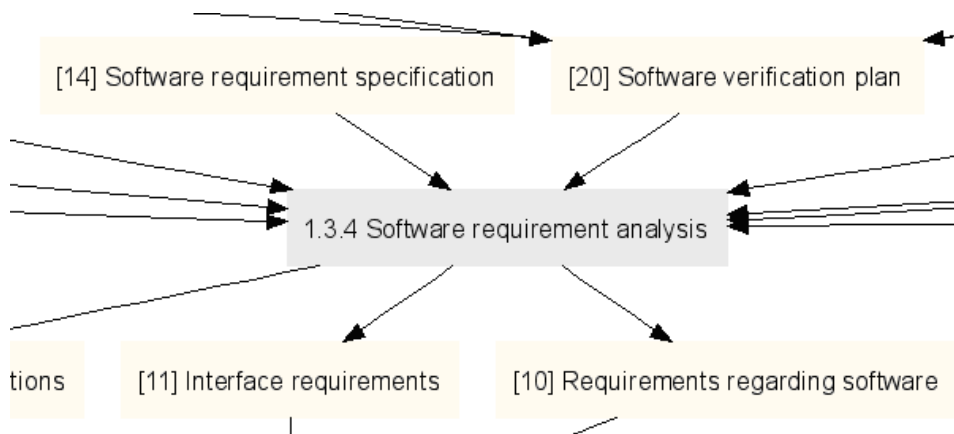 [14] Software requirement specification
[20] Software verification plan
1.3.4 Software requirement analysis
tions
[11] Interface requirements
[10] Requirements regarding software